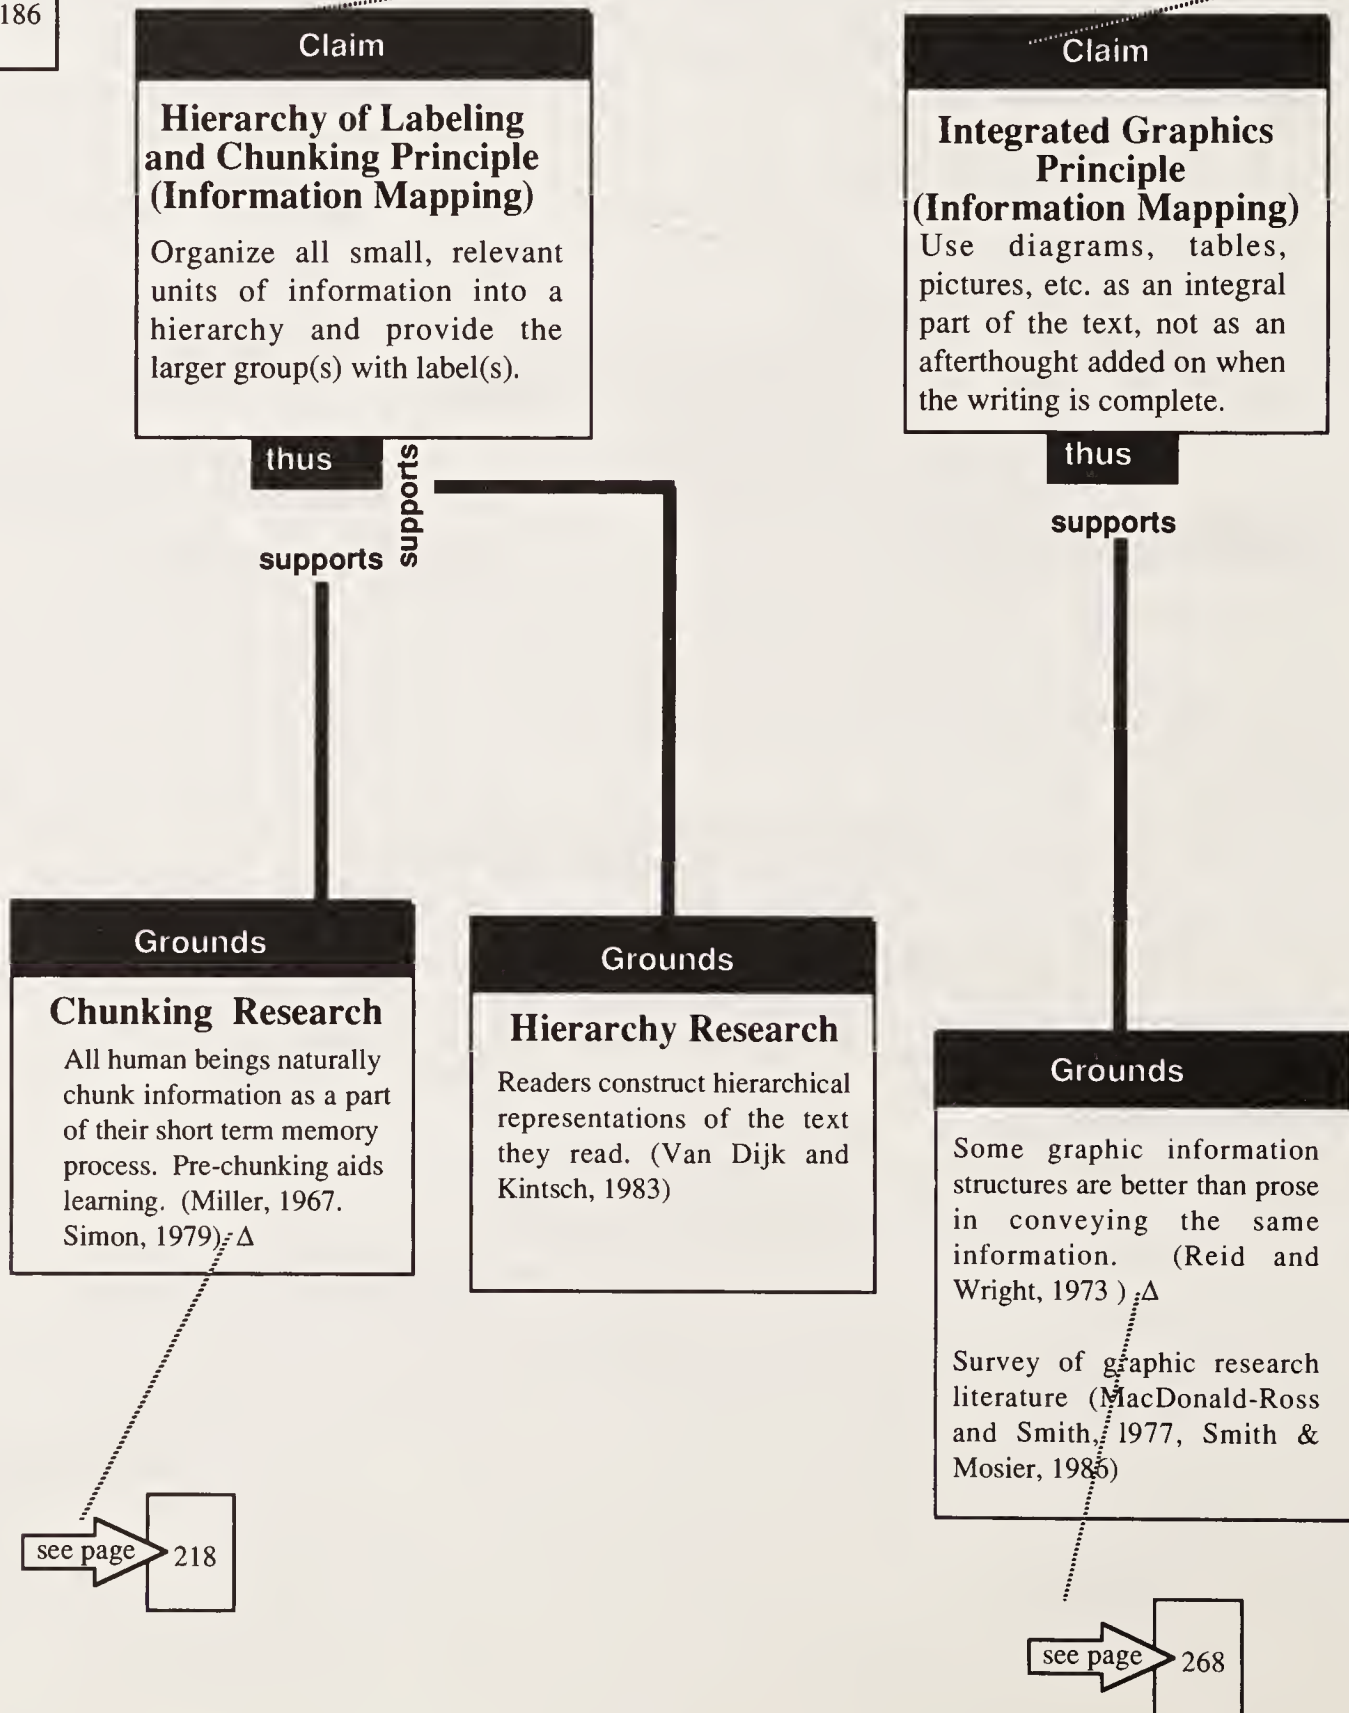 186
Claim
Hierarchy of Labeling
and Chunking Principle
(Information Mapping)
Organize all small, relevant
units of information into a
hierarchy and provide the
larger group(s) with label(s).
thus
supports
supports
Claim
Integrated Graphics
Principle
(Information Mapping)
Use diagrams, tables,
pictures, etc. as an integral
part of the text, not as an
afterthought added on when
the writing is complete.
thus
supports
Grounds
Chunking Research
All human beings naturally
chunk information as a part
of their short term memory
process. Pre-chunking aids
learning. (Miller, 1967.
Simon, 1979). Δ
see page
218
Grounds
Hierarchy Research
Readers construct hierarchical
representations of the text
they read. (Van Dijk and
Kintsch, 1983)
Grounds
Some graphic information
structures are better than prose
in conveying the same
information. (Reid and
Wright, 1973 ) . Δ
Survey of graphic research
literature (MacDonald-Ross
and Smith, 1977, Smith &
Mosier, 1986)
see page
268